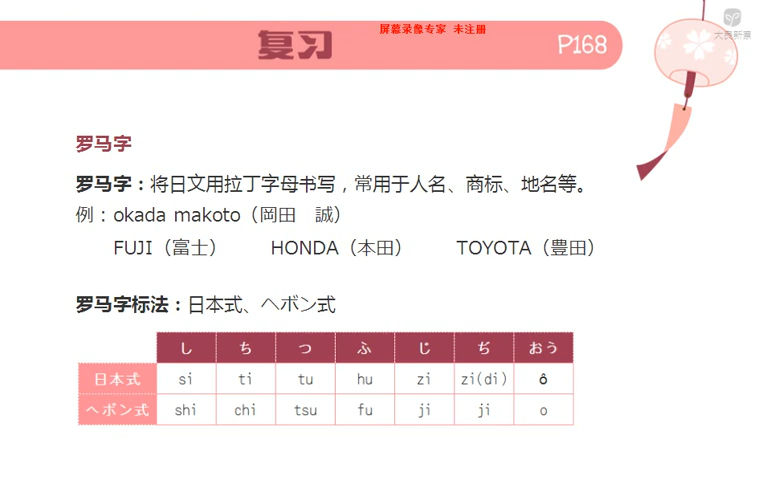 复习
屏幕录像专家 未注册
P168
大良新景
罗马字
罗马字：将日文用拉丁字母书写，常用于人名、商标、地名等。
例：okada makoto（岡田　誠）
FUJI（富士） HONDA（本田） TOYOTA（豊田）
罗马字标法：日本式、ヘボン式
し ち つ ふ じ ぢ おう
日本式 si ti tu hu zi zi(di) ô
ヘボン式 shi chi tsu fu ji ji o